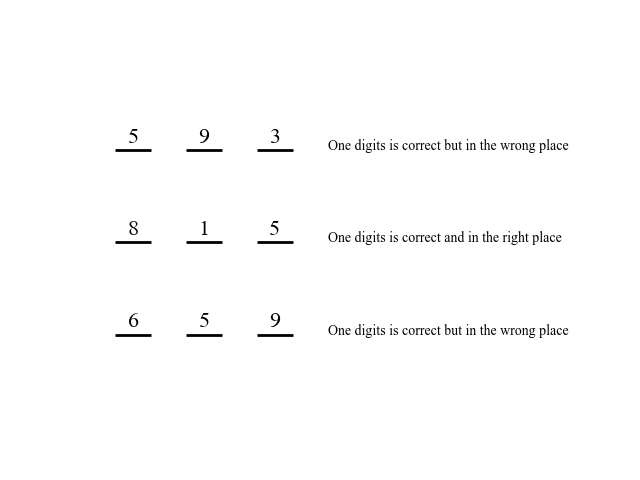 5 9 3 One digits is correct but in the wrong place
8 1 5 One digits is correct and in the right place
6 5 9 One digits is correct but in the wrong place